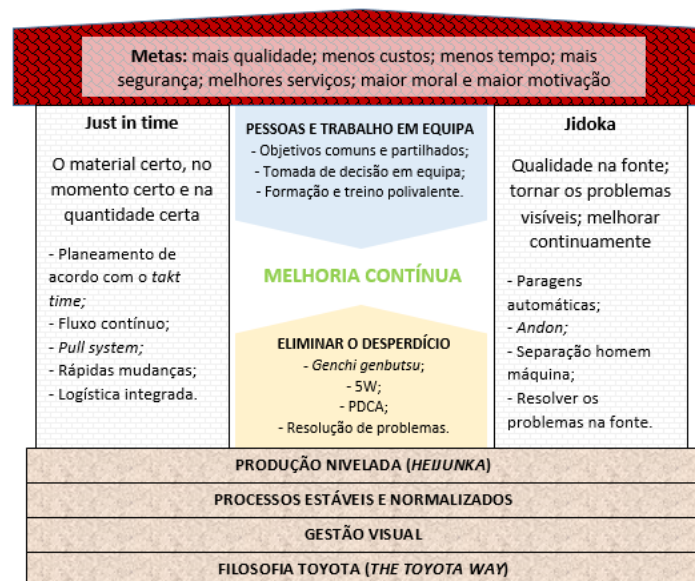 Metas: mais qualidade; menos custos; menos tempo; mais
segurança; melhores serviços; maior moral e maior motivação
Just in time
O material certo, no
momento certo e na
quantidade certa
- Planeamento de
acordo com o takt
time;
- Fluxo contínuo;
- Pull system;
- Rápidas mudanças;
- Logística integrada.
PESSOAS E TRABALHO EM EQUIPA
- Objetivos comuns e partilhados;
- Tomada de decisão em equipa;
- Formação e treino polivalente.
MELHORIA CONTÍNUA
ELIMINAR O DESPERDÍCIO
- Genchi genbutsu;
- 5W;
- PDCA;
- Resolução de problemas.
Jidoka
Qualidade na fonte;
tornar os problemas
visíveis; melhorar
continuamente
- Paragens
automáticas;
- Andon;
- Separação homem
máquina;
- Resolver os
problemas na fonte.
PRODUÇÃO NIVELADA (HEIJUNKA)
PROCESSOS ESTÁVEIS E NORMALIZADOS
GESTÃO VISUAL
FILOSOFIA TOYOTA (THE TOYOTA WAY)